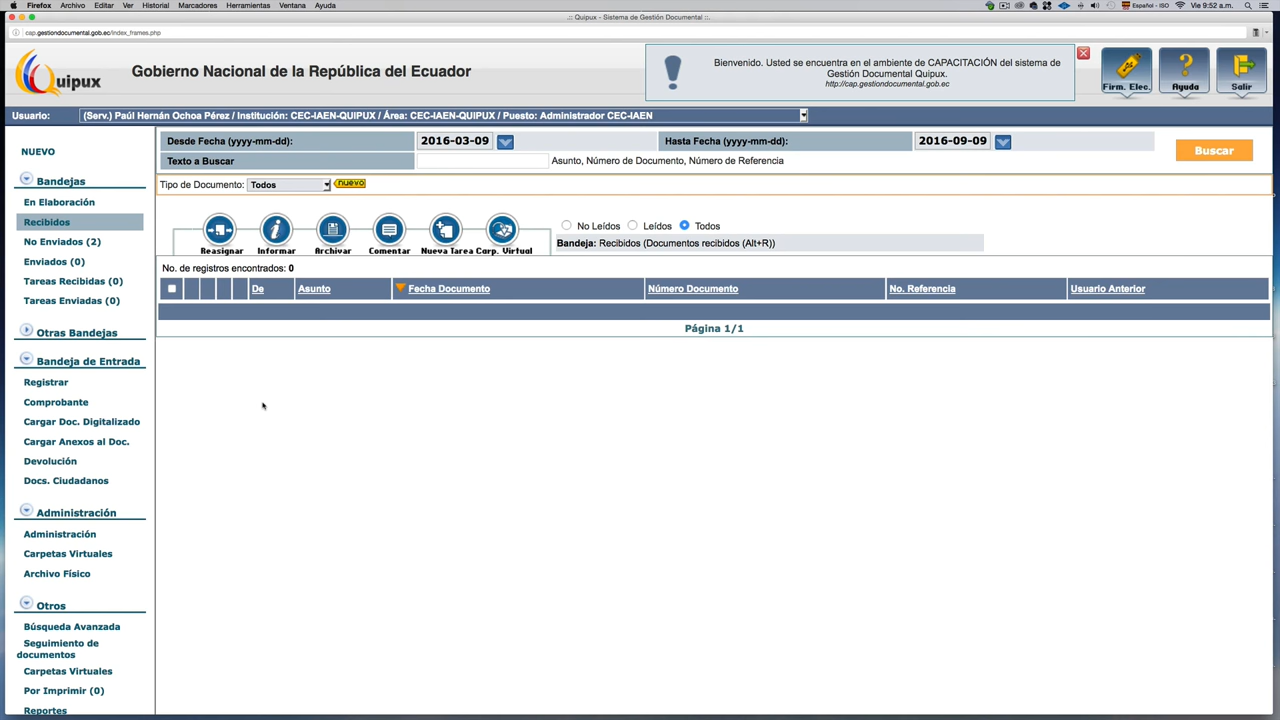 Firefox Archivo Editar Ver Historial Marcadores Herramientas Ventana Ayuda
Español - ISO Vie 9:52 a.m.
.:: Quipux - Sistema de Gestión Documental ::.
cap.gestiondocumental.gob.ec/index_frames.php
Quipux
Gobierno Nacional de la República del Ecuador
Bienvenido. Usted se encuentra en el ambiente de CAPACITACIÓN del sistema de
Gestión Documental Quipux.
http://cap.gestiondocumental.gob.ec
Firm. Elec. Ayuda Salir
Usuario: (Serv.) Paúl Hernán Ochoa Pérez / Institución: CEC-IAEN-QUIPUX / Área: CEC-IAEN-QUIPUX / Puesto: Administrador CEC-IAEN
NUEVO
Bandejas
En Elaboración
Recibidos
No Enviados (2)
Enviados (0)
Tareas Recibidas (0)
Tareas Enviadas (0)
Otras Bandejas
Bandeja de Entrada
Registrar
Comprobante
Cargar Doc. Digitalizado
Cargar Anexos al Doc.
Devolución
Docs. Ciudadanos
Administración
Administración
Carpetas Virtuales
Archivo Físico
Otros
Búsqueda Avanzada
Seguimiento de
documentos
Carpetas Virtuales
Por Imprimir (0)
Reportes
Desde Fecha (yyyy-mm-dd): 2016-03-09 Hasta Fecha (yyyy-mm-dd): 2016-09-09
Texto a Buscar Asunto, Número de Documento, Número de Referencia
Buscar
Tipo de Documento: Todos nuevo
Reasignar Informar Archivar Comentar Nueva Tarea Carp. Virtual
No Leídos Leídos Todos
Bandeja: Recibidos (Documentos recibidos (Alt+R))
No. de registros encontrados: 0
De Asunto Fecha Documento Número Documento No. Referencia Usuario Anterior
Página 1/1